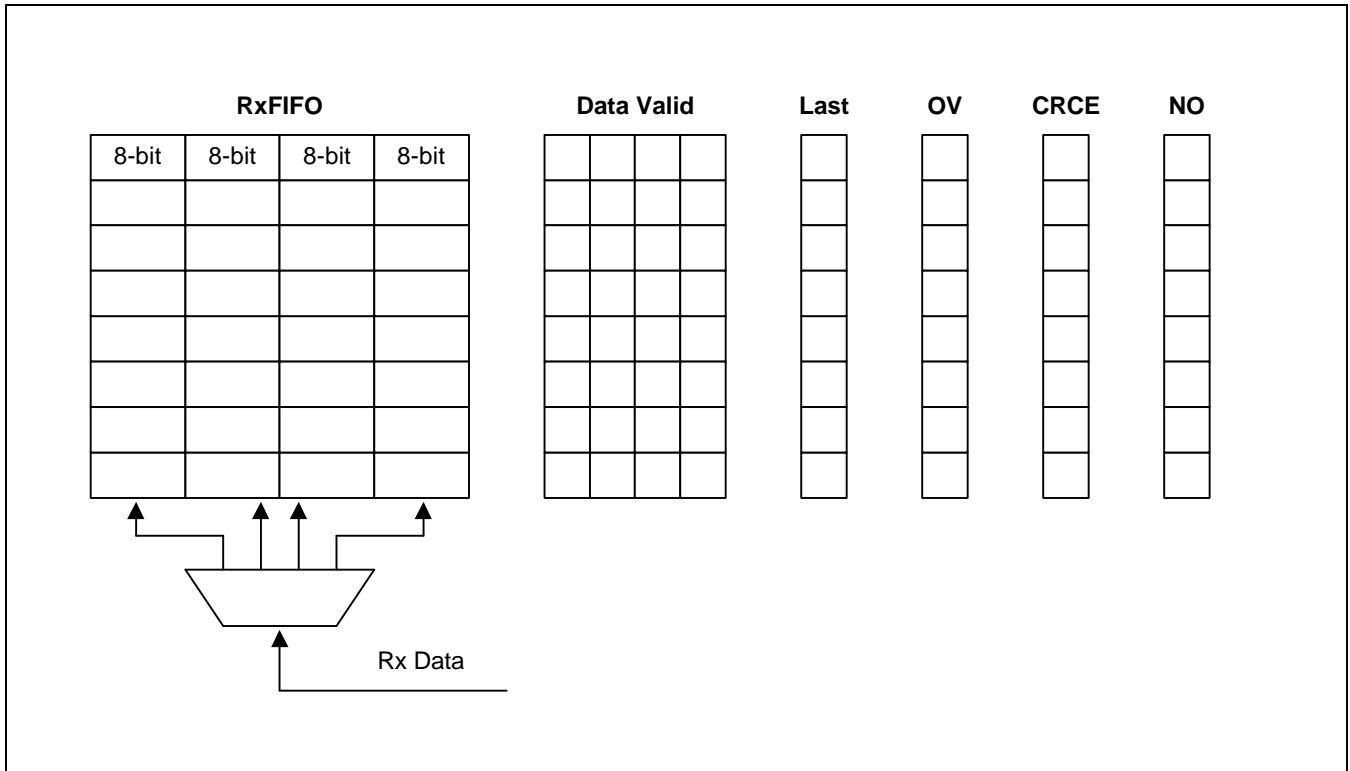 RxFIFO Data Valid Last OV CRCE NO
8-bit 8-bit 8-bit 8-bit
Rx Data